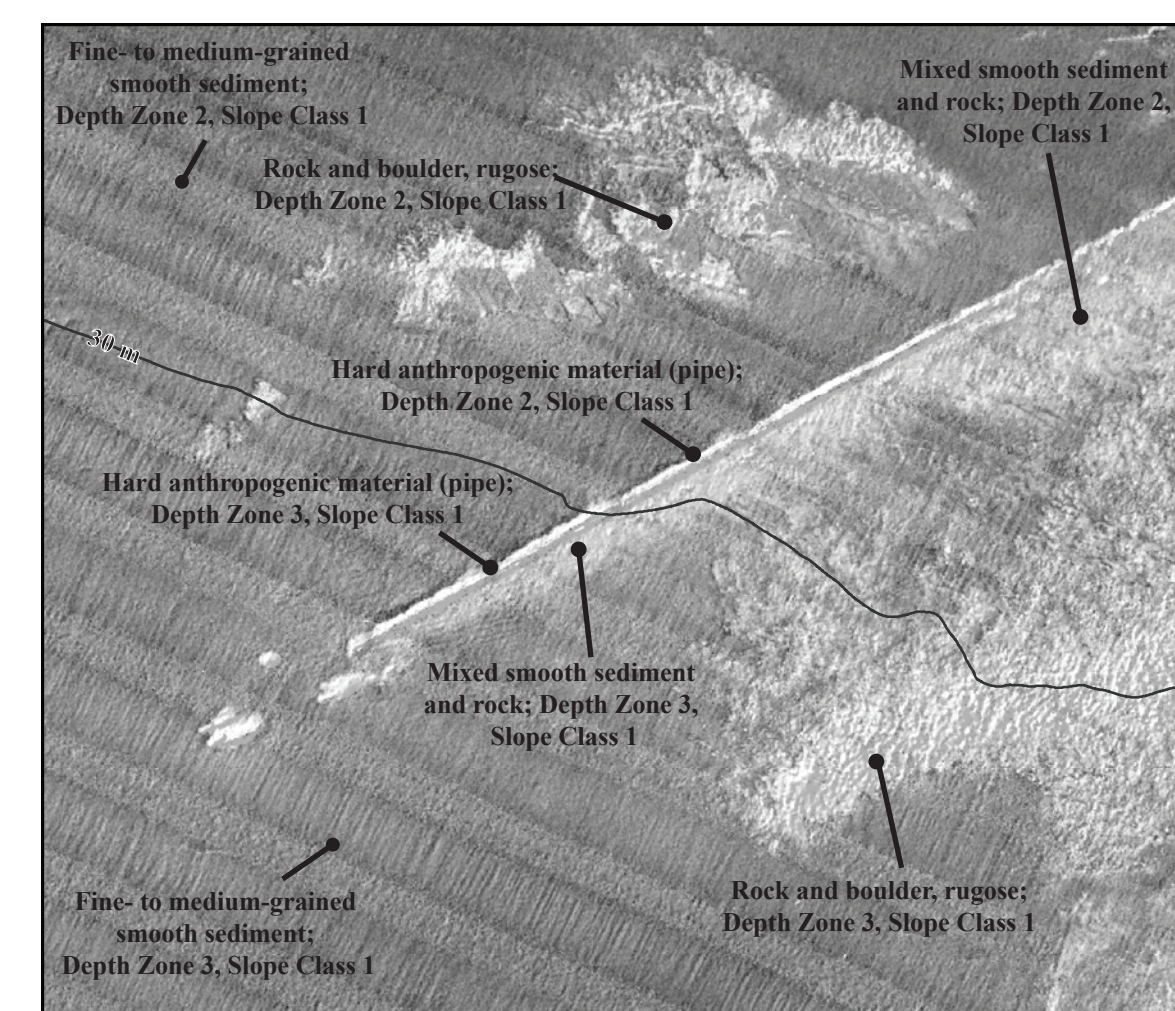 Fine- to medium-grained
smooth sediment;
Depth Zone 2, Slope Class 1
Mixed smooth sediment
and rock; Depth Zone 2,
Slope Class 1
Rock and boulder, rugose;
Depth Zone 2, Slope Class 1
30 m
Hard anthropogenic material (pipe);
Depth Zone 2, Slope Class 1
Hard anthropogenic material (pipe);
Depth Zone 3, Slope Class 1
Mixed smooth sediment
and rock; Depth Zone 3,
Slope Class 1
Rock and boulder, rugose;
Depth Zone 3, Slope Class 1
Fine- to medium-grained
smooth sediment;
Depth Zone 3, Slope Class 1